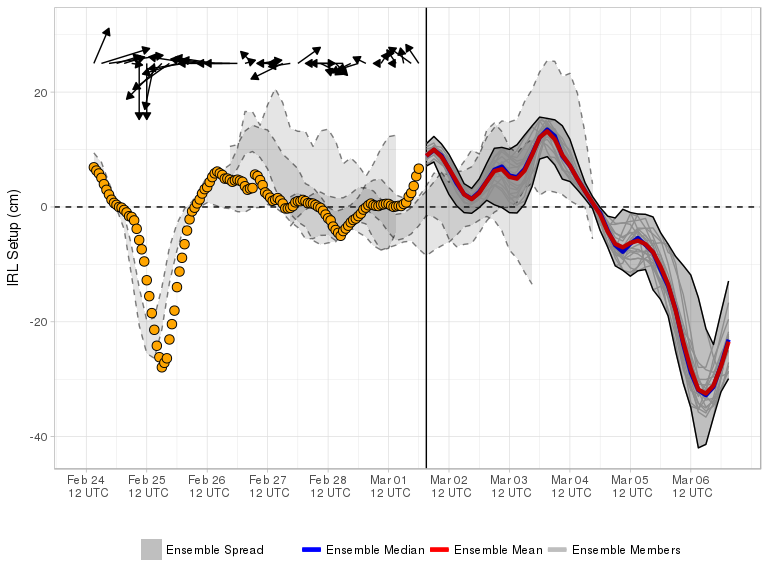 IRL Setup (cm)
20
0
-20
-40
Feb 24 Feb 25 Feb 26 Feb 27 Feb 28 Mar 01 Mar 02 Mar 03 Mar 04 Mar 05 Mar 06
12 UTC 12 UTC 12 UTC 12 UTC 12 UTC 12 UTC 12 UTC 12 UTC 12 UTC 12 UTC 12 UTC
Ensemble Spread Ensemble Median Ensemble Mean Ensemble Members